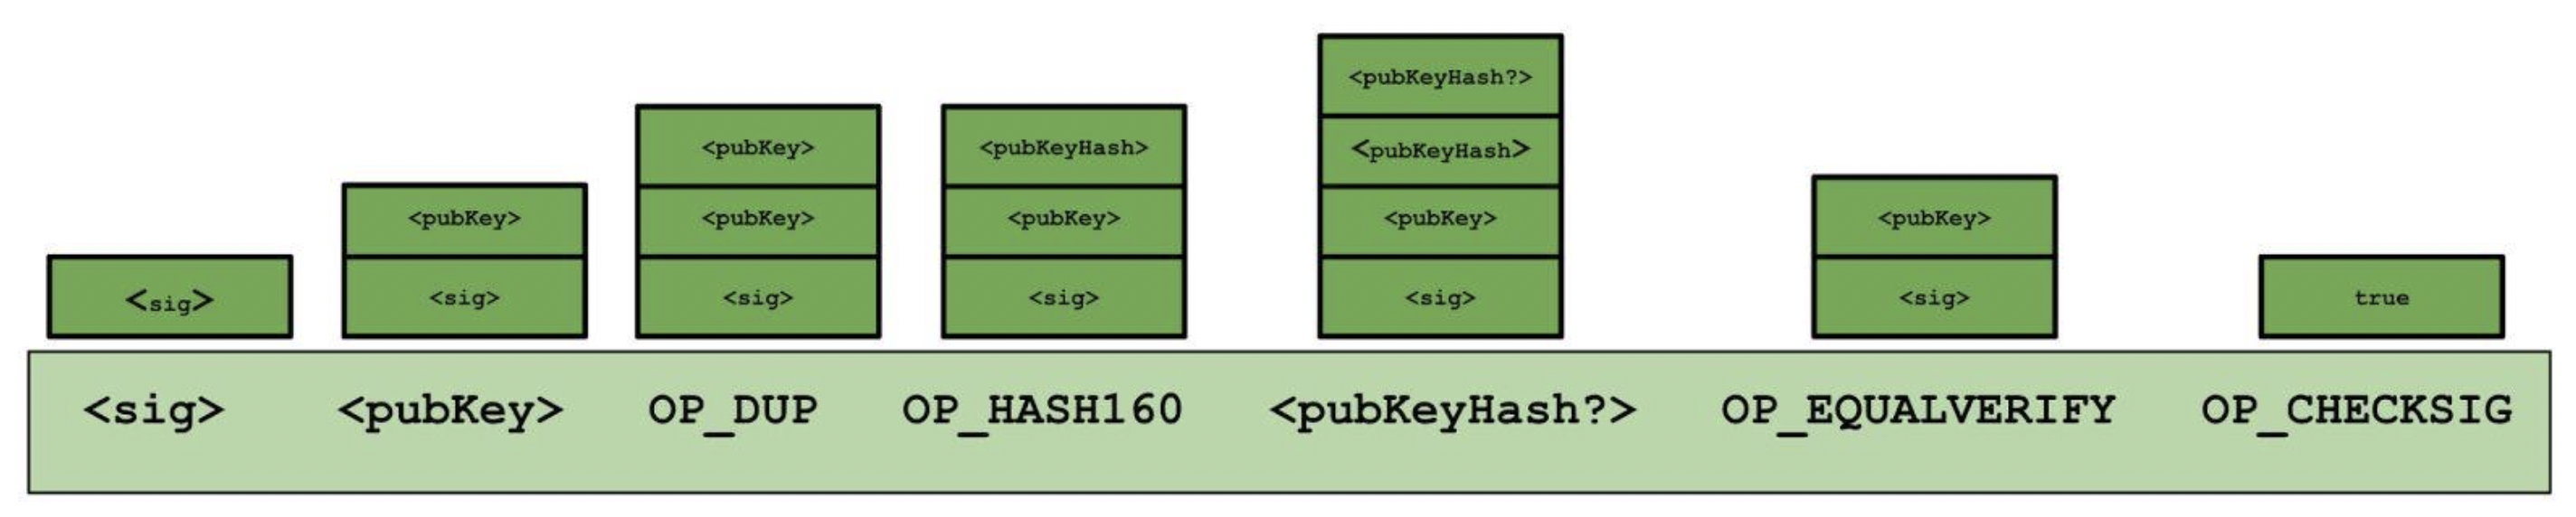 <pubKeyHash?>
<pubKey> <pubKeyHash> <pubKeyHash>
<pubKey> <pubKey> <pubKey> <pubKey> <pubKey>
<sig> <sig> <sig> <sig> <sig> <sig> true
<sig> <pubKey> OP_DUP OP_HASH160 <pubKeyHash?> OP_EQUALVERIFY OP_CHECKSIG